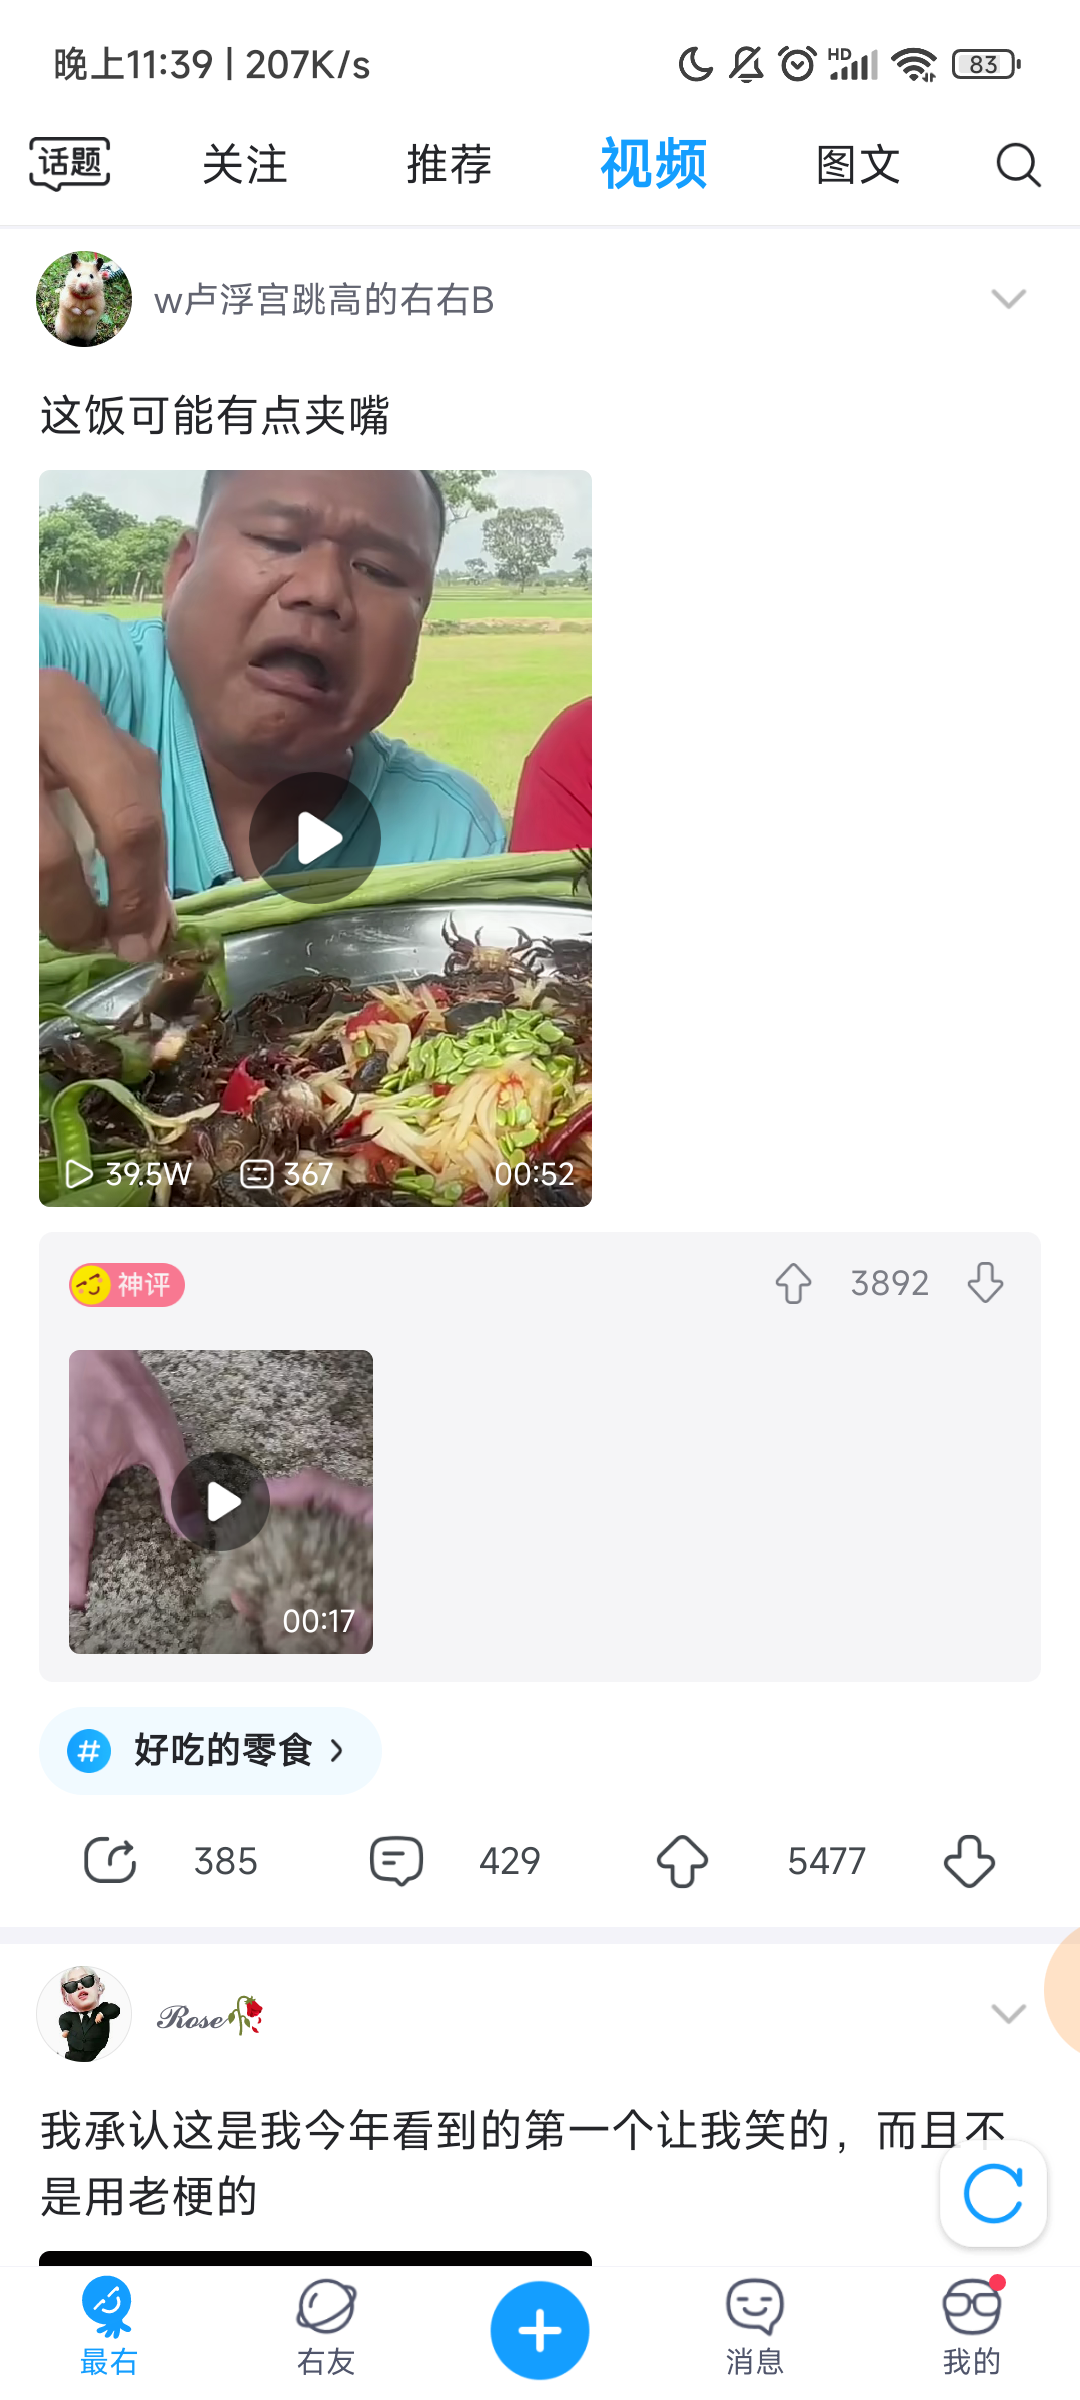 晚上11:39 | 207K/s
HD
83
话题
关注
推荐
视频
图文
w卢浮宫跳高的右右B
这饭可能有点夹嘴
39.5W
367
00:52
神评
3892
00:17
# 好吃的零食 >
385
429
5477
Rose
我承认这是我今年看到的第一个让我笑的，而且不
是用老梗的
最右
右友
消息
我的